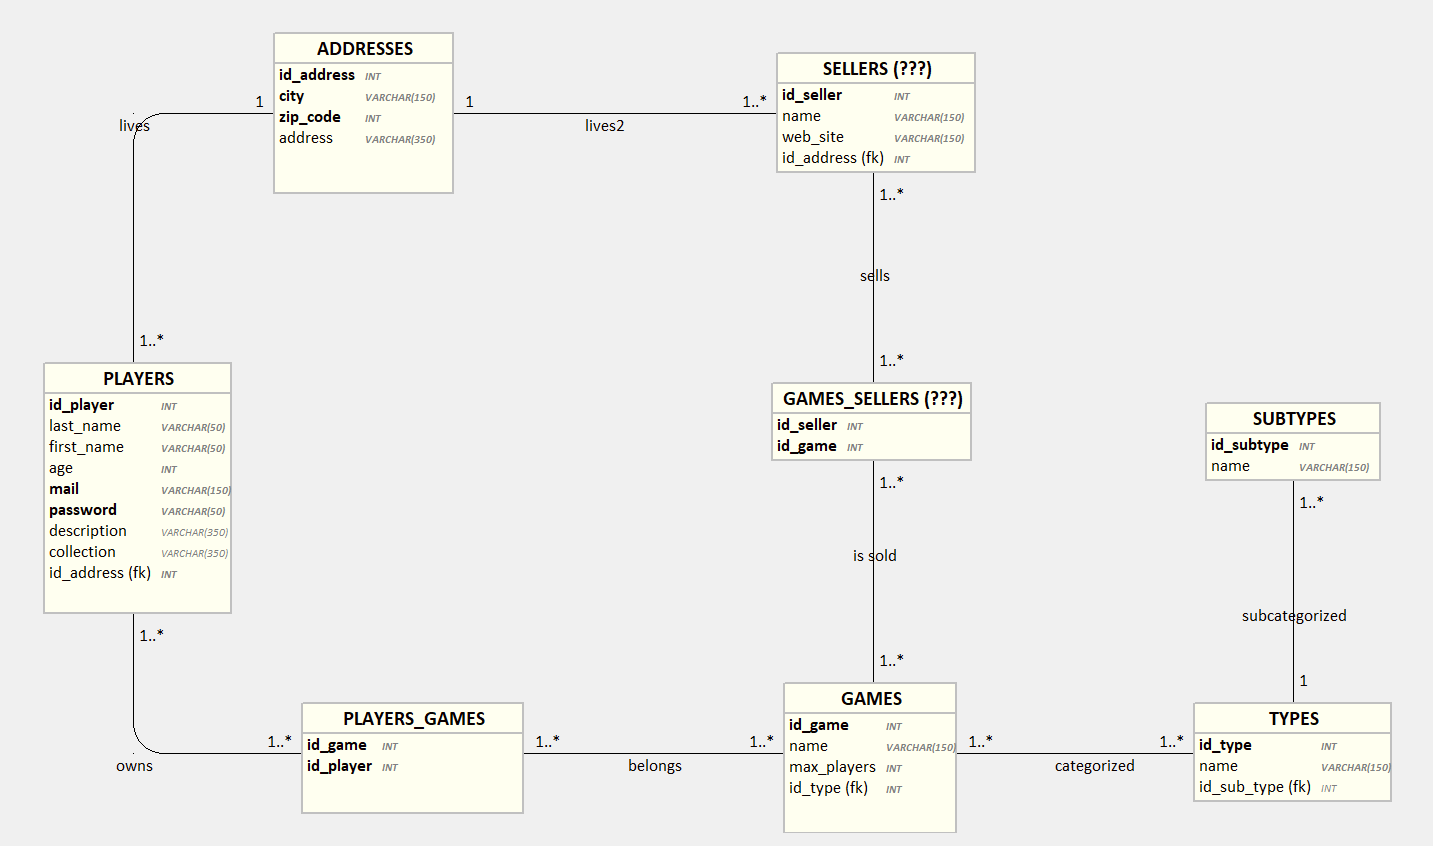 ADDRESSES
id_address INT
city VARCHAR(150)
zip_code INT
address VARCHAR(350)
SELLERS (???)
id_seller INT
name VARCHAR(150)
web_site VARCHAR(150)
id_address (fk) INT
1
1
1..*
lives
lives2
1..*
sells
1..*
1..*
PLAYERS
id_player INT
last_name VARCHAR(50)
first_name VARCHAR(50)
age INT
mail VARCHAR(150)
password VARCHAR(50)
description VARCHAR(350)
collection VARCHAR(350)
id_address (fk) INT
GAMES_SELLERS (???)
id_seller INT
id_game INT
SUBTYPES
id_subtype INT
name VARCHAR(150)
1..*
1..*
is sold
subcategorized
1..*
1..*
1
PLAYERS_GAMES
id_game INT
id_player INT
GAMES
id_game INT
name VARCHAR(150)
max_players INT
id_type (fk) INT
TYPES
id_type INT
name VARCHAR(150)
id_sub_type (fk) INT
1..*
1..*
1..*
1..*
1..*
owns
belongs
categorized